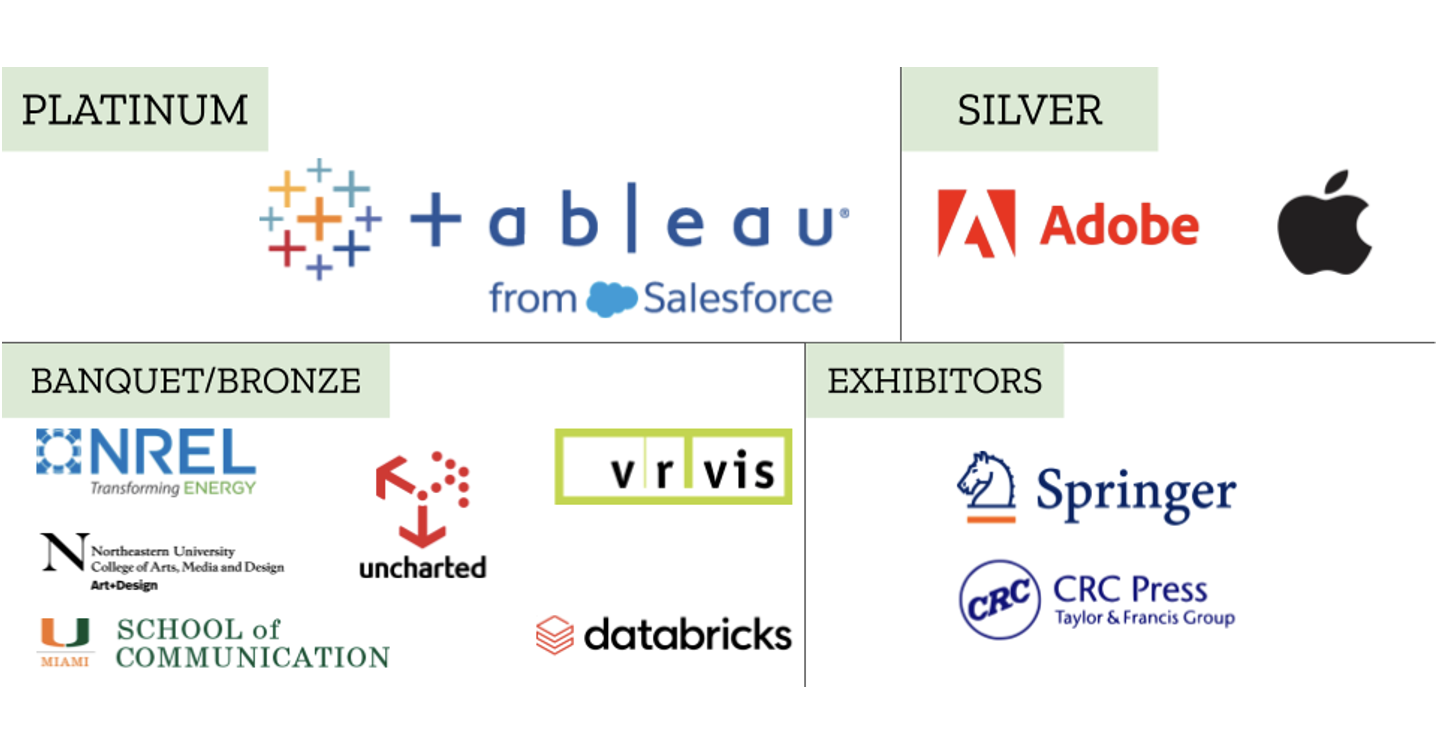 PLATINUM
tableau®
from Salesforce
SILVER
Adobe
BANQUET/BRONZE
NREL
Transforming ENERGY
N Northeastern University
College of Arts, Media and Design
Art+Design
U
MIAMI
SCHOOL of
COMMUNICATION
uncharted
vrvis
databricks
EXHIBITORS
Springer
CRC
CRC Press
Taylor & Francis Group